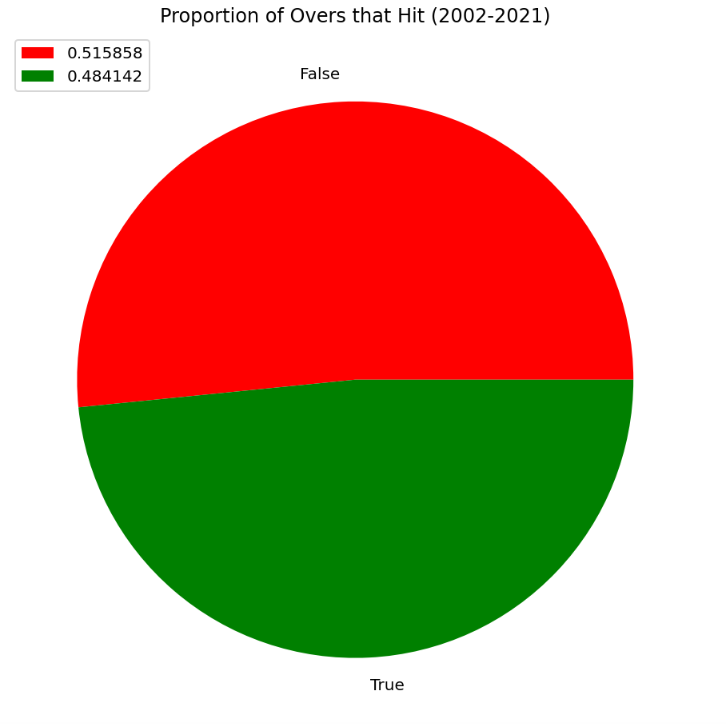 Proportion of Overs that Hit (2002-2021)
0.515858
0.484142
False
True